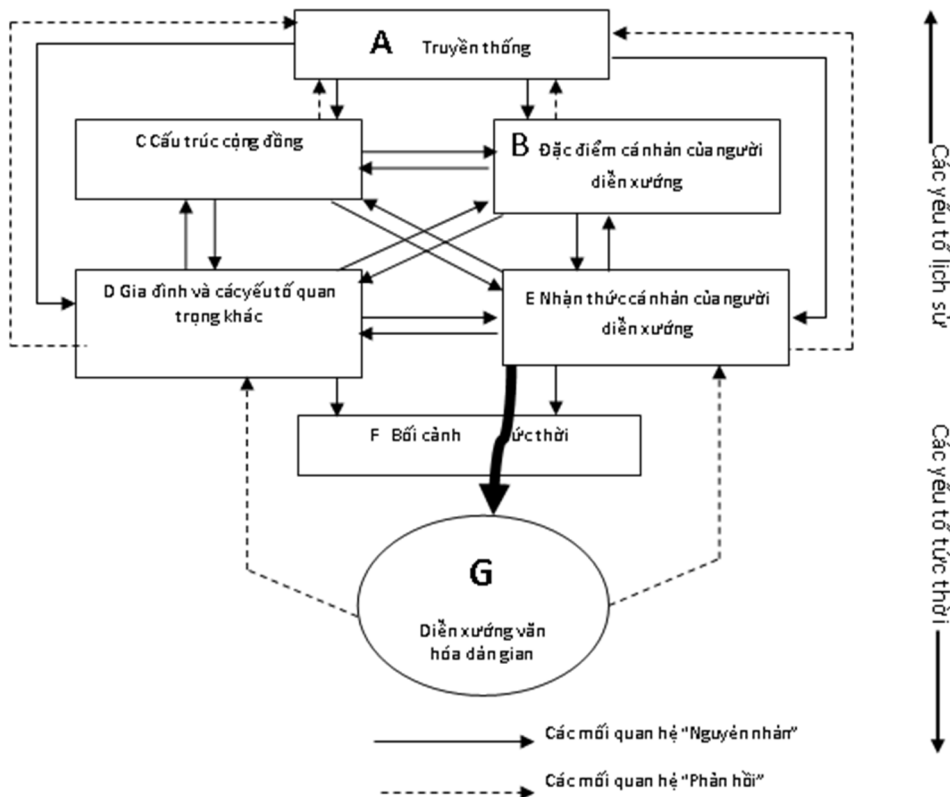 A Truyền thống
C Cấu trúc cộng đồng
B Đặc điểm cá nhân của người
diễn xướng
D Gia đình và các yếu tố quan
trọng khác
E Nhận thức cá nhân của người
diễn xướng
F Bối cảnh ức thời
G
Diễn xướng văn
hóa dân gian
Các yếu tố lịch sử
Các yếu tố tức thời
Các mối quan hệ "Nguyên nhân"
Các mối quan hệ "Phản hồi"